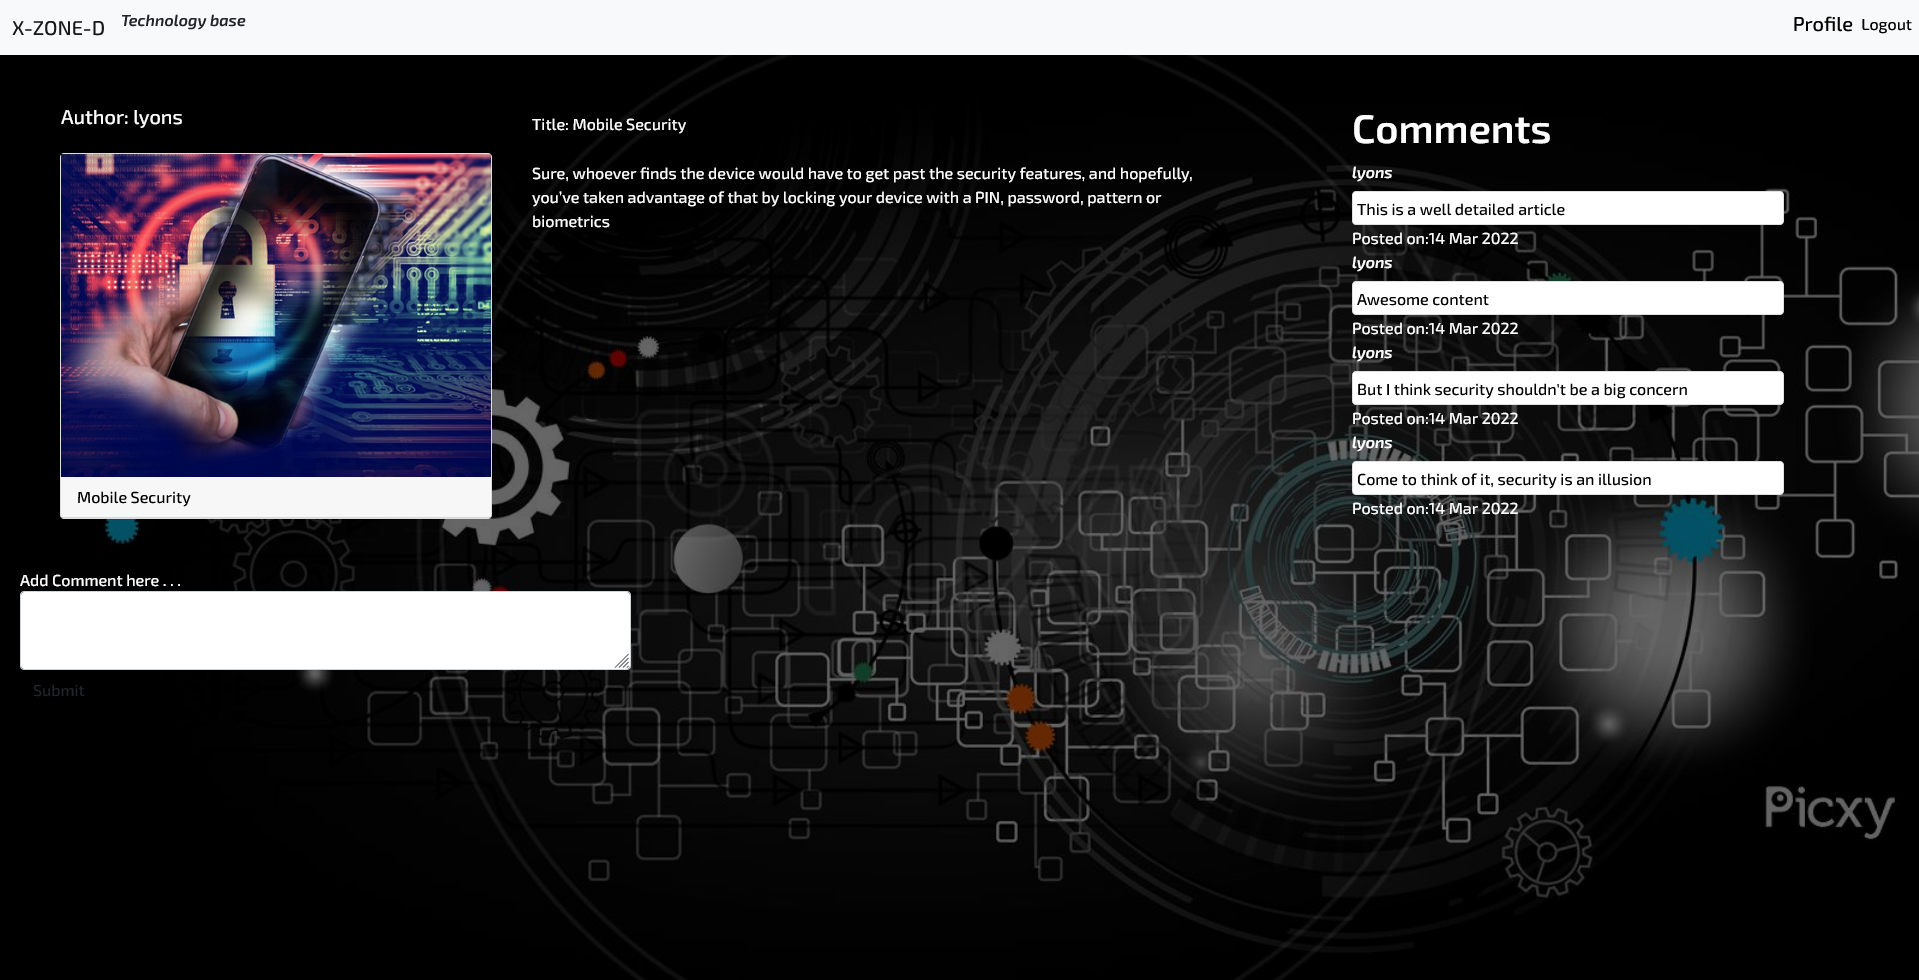 X-ZONE-D
Technology base
Profile
Logout
Author: lyons
Mobile Security
Title: Mobile Security
Sure, whoever finds the device would have to get past the security features, and hopefully,
you've taken advantage of that by locking your device with a PIN, password, pattern or
biometrics
Comments
lyons
This is a well detailed article
Posted on:14 Mar 2022
lyons
Awesome content
Posted on:14 Mar 2022
lyons
But I think security shouldn't be a big concern
Posted on:14 Mar 2022
lyons
Come to think of it, security is an illusion
Posted on:14 Mar 2022
Add Comment here . . .
Submit
Picxy